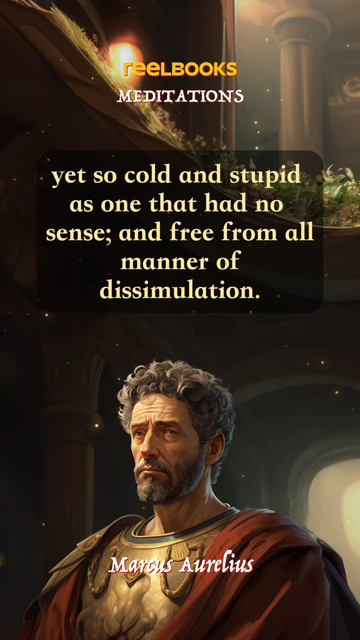 reelBOOKS
MEDITATIONS
yet so cold and stupid
as one that had no
sense; and free from all
manner of
dissimulation.
Marcus Aurelius